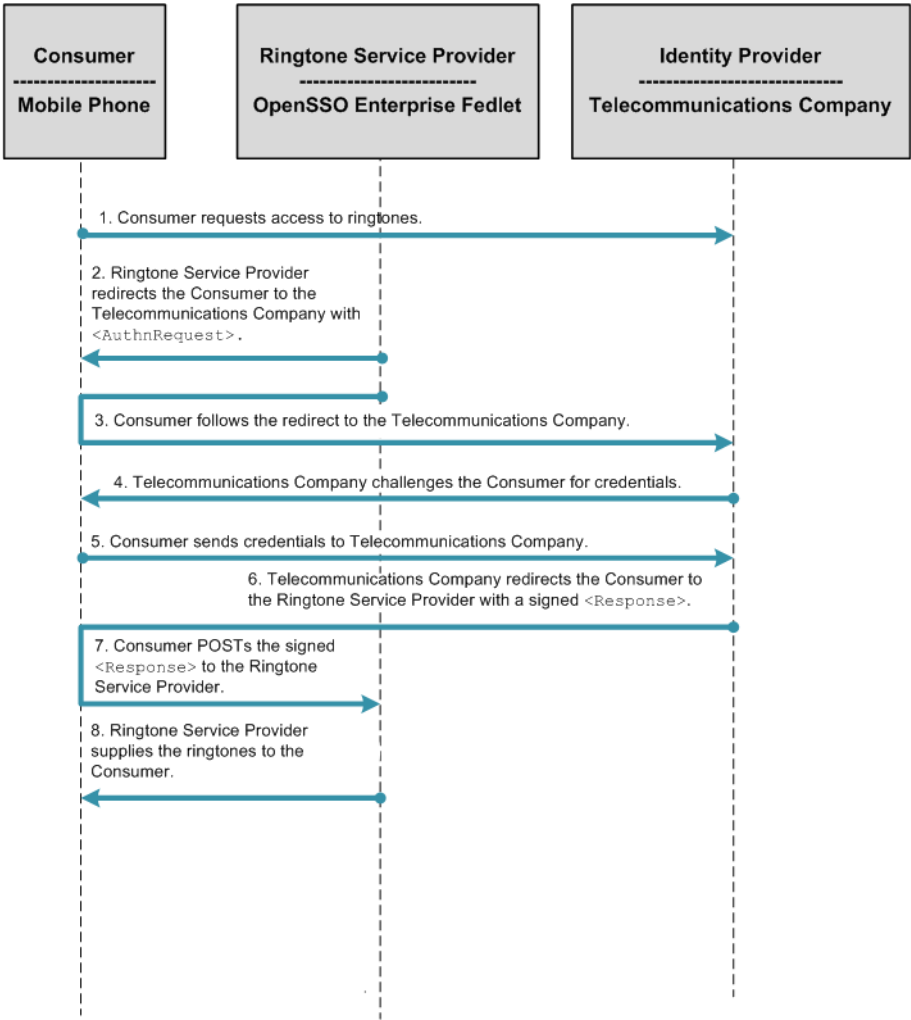 Consumer
---------------------
Mobile Phone
Ringtone Service Provider
--------------------------
OpenSSO Enterprise Fedlet
Identity Provider
------------------------------
Telecommunications Company
1. Consumer requests access to ringtones.
2. Ringtone Service Provider
redirects the Consumer to the
Telecommunications Company with
<AuthnRequest>.
3. Consumer follows the redirect to the Telecommunications Company.
4. Telecommunications Company challenges the Consumer for credentials.
5. Consumer sends credentials to Telecommunications Company.
6. Telecommunications Company redirects the Consumer to
the Ringtone Service Provider with a signed <Response>.
7. Consumer POSTs the signed
<Response> to the Ringtone
Service Provider.
8. Ringtone Service Provider
supplies the ringtones to the
Consumer.